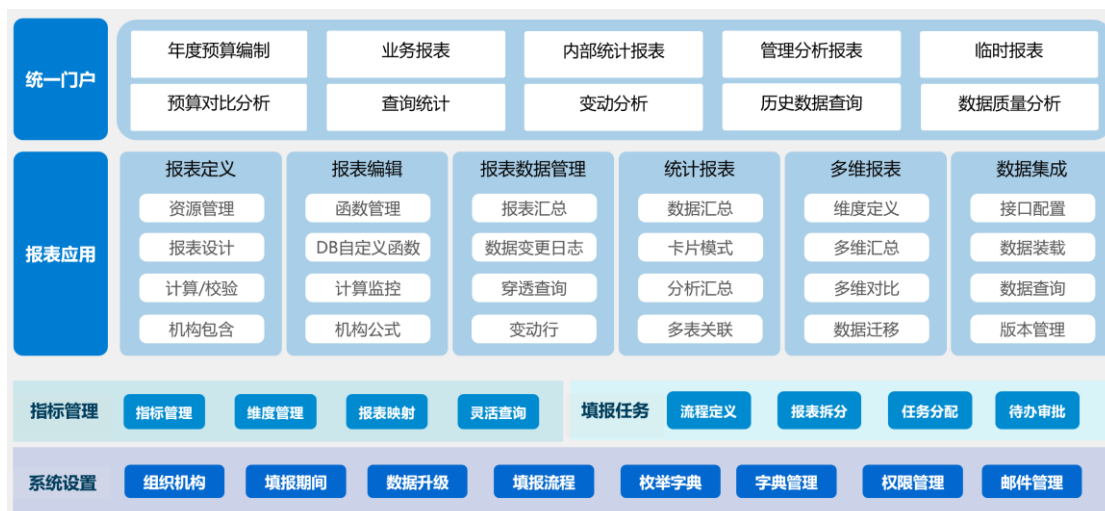 统一门户
年度预算编制 业务报表 内部统计报表 管理分析报表 临时报表
预算对比分析 查询统计 变动分析 历史数据查询 数据质量分析
报表应用
报表定义 报表编辑 报表数据管理 统计报表 多维报表 数据集成
资源管理 函数管理 报表汇总 数据汇总 维度定义 接口配置
报表设计 DB自定义函数 数据变更日志 卡片模式 多维汇总 数据装载
计算/校验 计算监控 穿透查询 分析汇总 多维对比 数据查询
机构包含 机构公式 变动行 多表关联 数据迁移 版本管理
指标管理 指标管理 维度管理 报表映射 灵活查询 填报任务 流程定义 报表拆分 任务分配 待办审批
系统设置 组织机构 填报期间 数据升级 填报流程 枚举字典 字典管理 权限管理 邮件管理